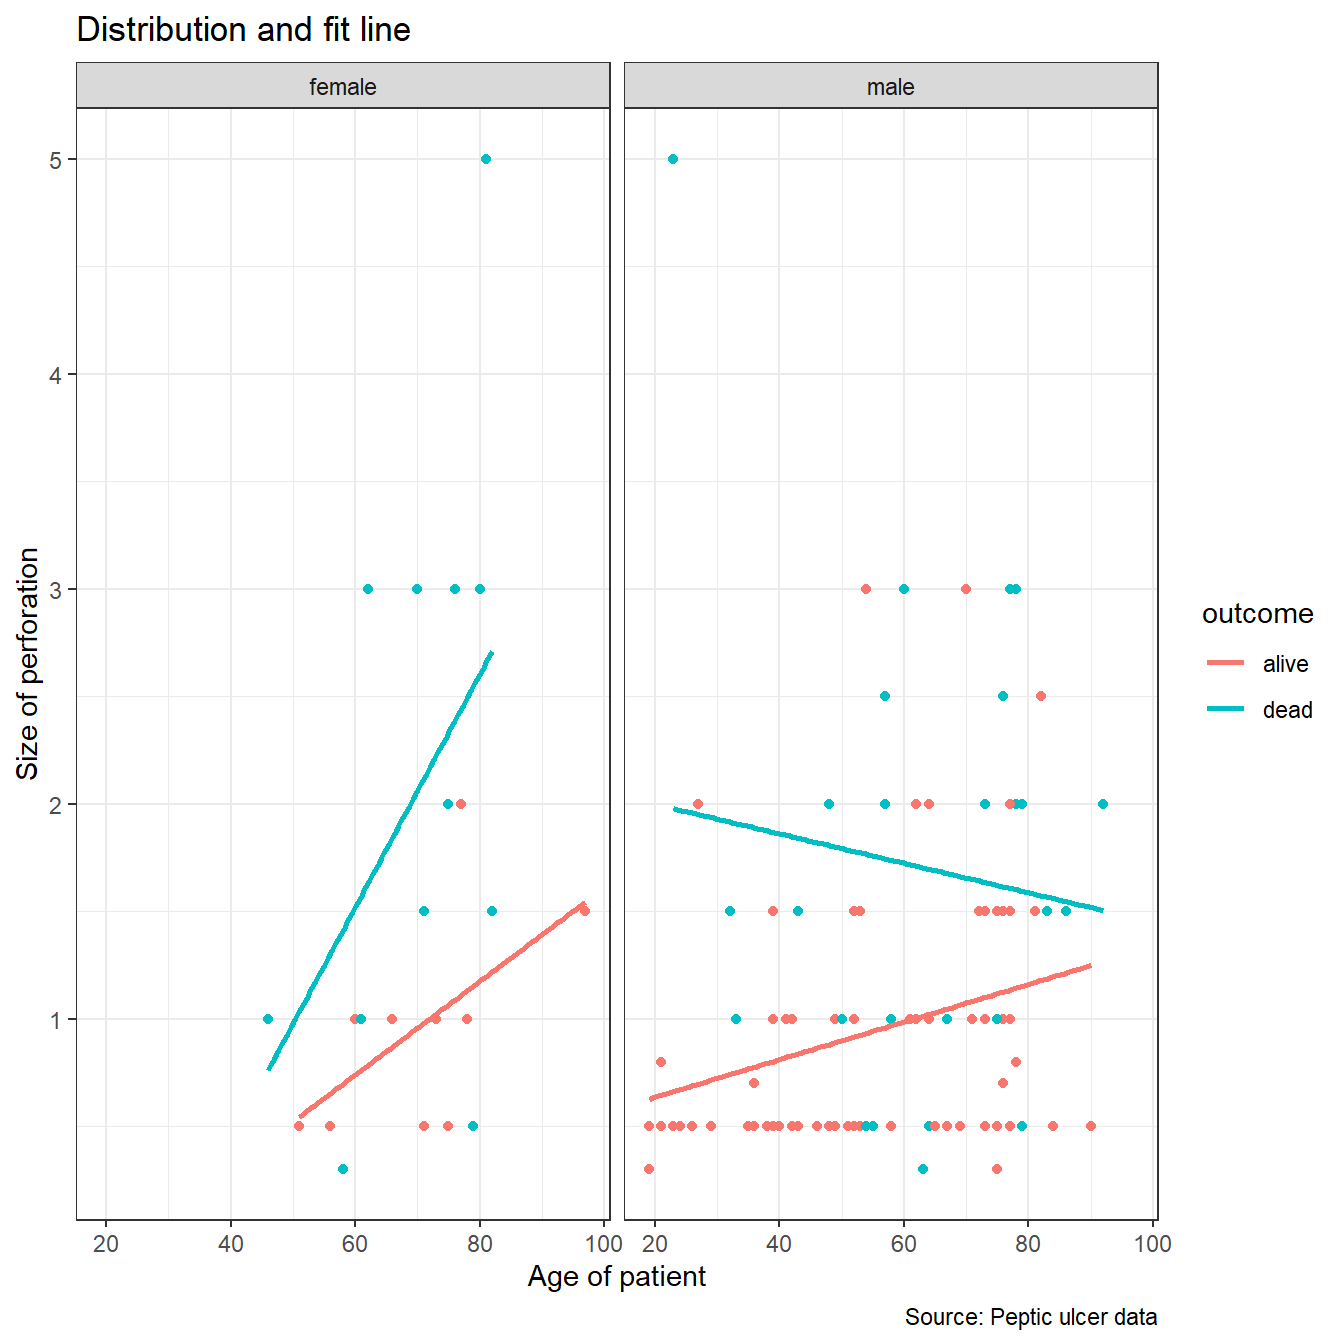 Distribution and fit line
female male
5
4
3
2
1
Size of perforation
20 40 60 80 100 20 40 60 80 100
Age of patient
outcome
alive
dead
Source: Peptic ulcer data